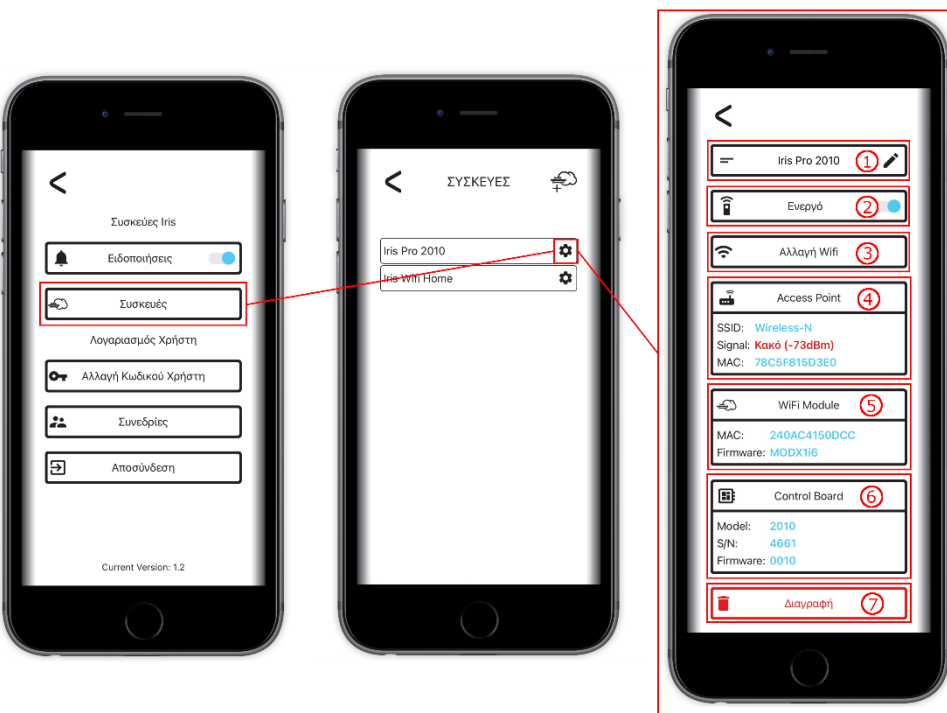 Συσκεύες Iris
Ειδοποιήσεις
Συσκευές
Λογαριασμός Χρήστη
Αλλαγή Κωδικού Χρήστη
Συνεδρίες
Αποσύνδεση
Current Version: 1.2
ΣΥΣΚΕΥΕΣ
Iris Pro 2010
Iris Wifi Home
Iris Pro 2010 1
Ενεργό 2
Αλλαγή Wifi 3
Access Point 4
SSID: Wireless-N
Signal: Κακό (-73dBm)
MAC: 78C5F815D3E0
WiFi Module 5
MAC: 240AC4150DCC
Firmware: MODX1i6
Control Board 6
Model: 2010
S/N: 4661
Firmware: 0010
Διαγραφή 7